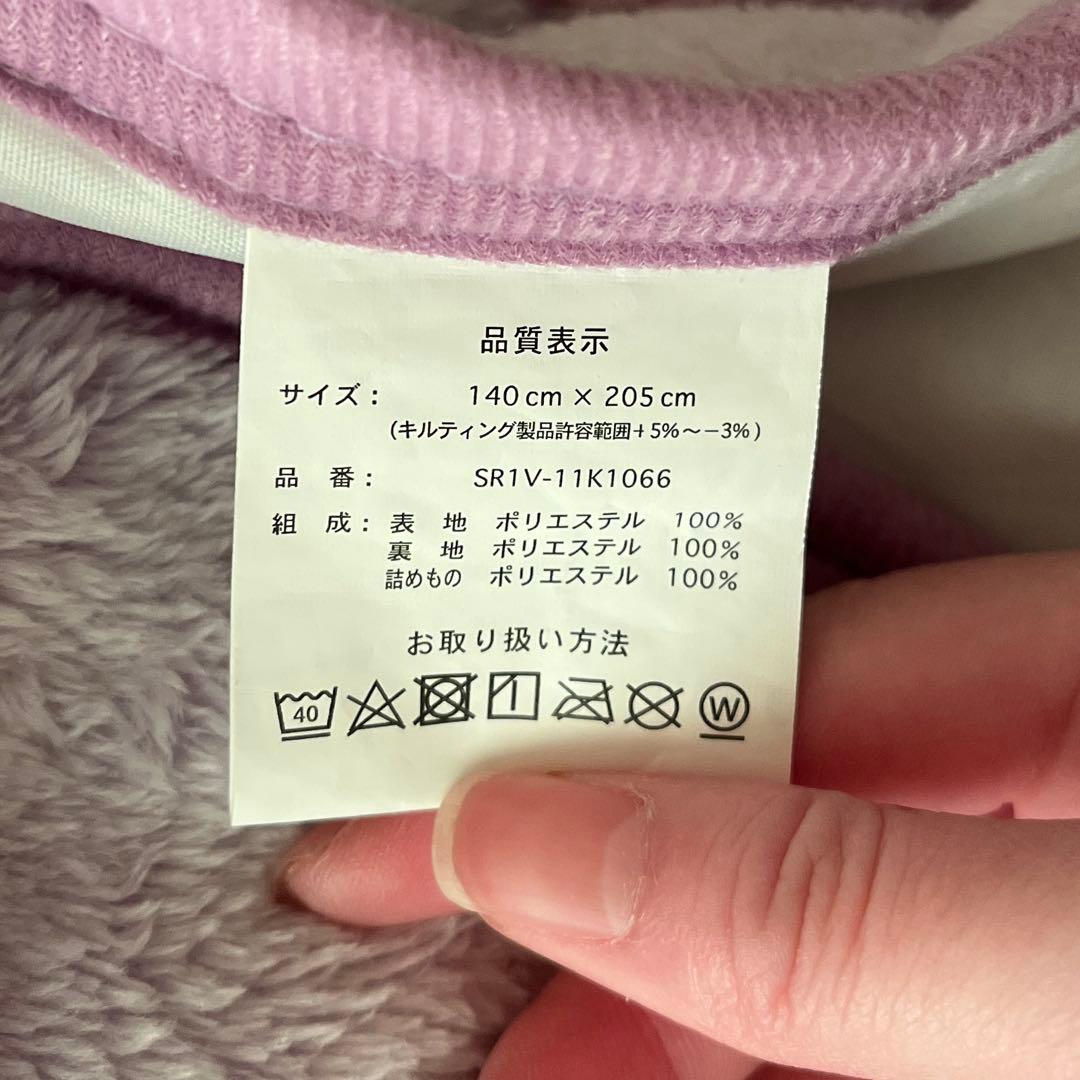 品質表示
サイズ： 140cm × 205cm
(キルティング製品許容範囲+5%～-3%)
品 番： SR1V-11K1066
組 成： 表 地 ポリエステル 100%
裏 地 ポリエステル 100%
詰めもの ポリエステル 100%
お取り扱い方法
40 W